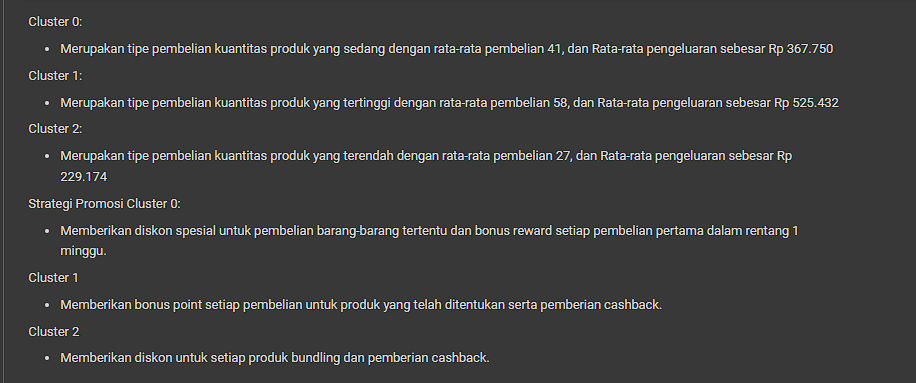 Cluster 0:
• Merupakan tipe pembelian kuantitas produk yang sedang dengan rata-rata pembelian 41, dan Rata-rata pengeluaran sebesar Rp 367.750
Cluster 1:
• Merupakan tipe pembelian kuantitas produk yang tertinggi dengan rata-rata pembelian 58, dan Rata-rata pengeluaran sebesar Rp 525.432
Cluster 2:
• Merupakan tipe pembelian kuantitas produk yang terendah dengan rata-rata pembelian 27, dan Rata-rata pengeluaran sebesar Rp
229.174
Strategi Promosi Cluster 0:
• Memberikan diskon spesial untuk pembelian barang-barang tertentu dan bonus reward setiap pembelian pertama dalam rentang 1
minggu.
Cluster 1
• Memberikan bonus point setiap pembelian untuk produk yang telah ditentukan serta pemberian cashback.
Cluster 2
• Memberikan diskon untuk setiap produk bundling dan pemberian cashback.